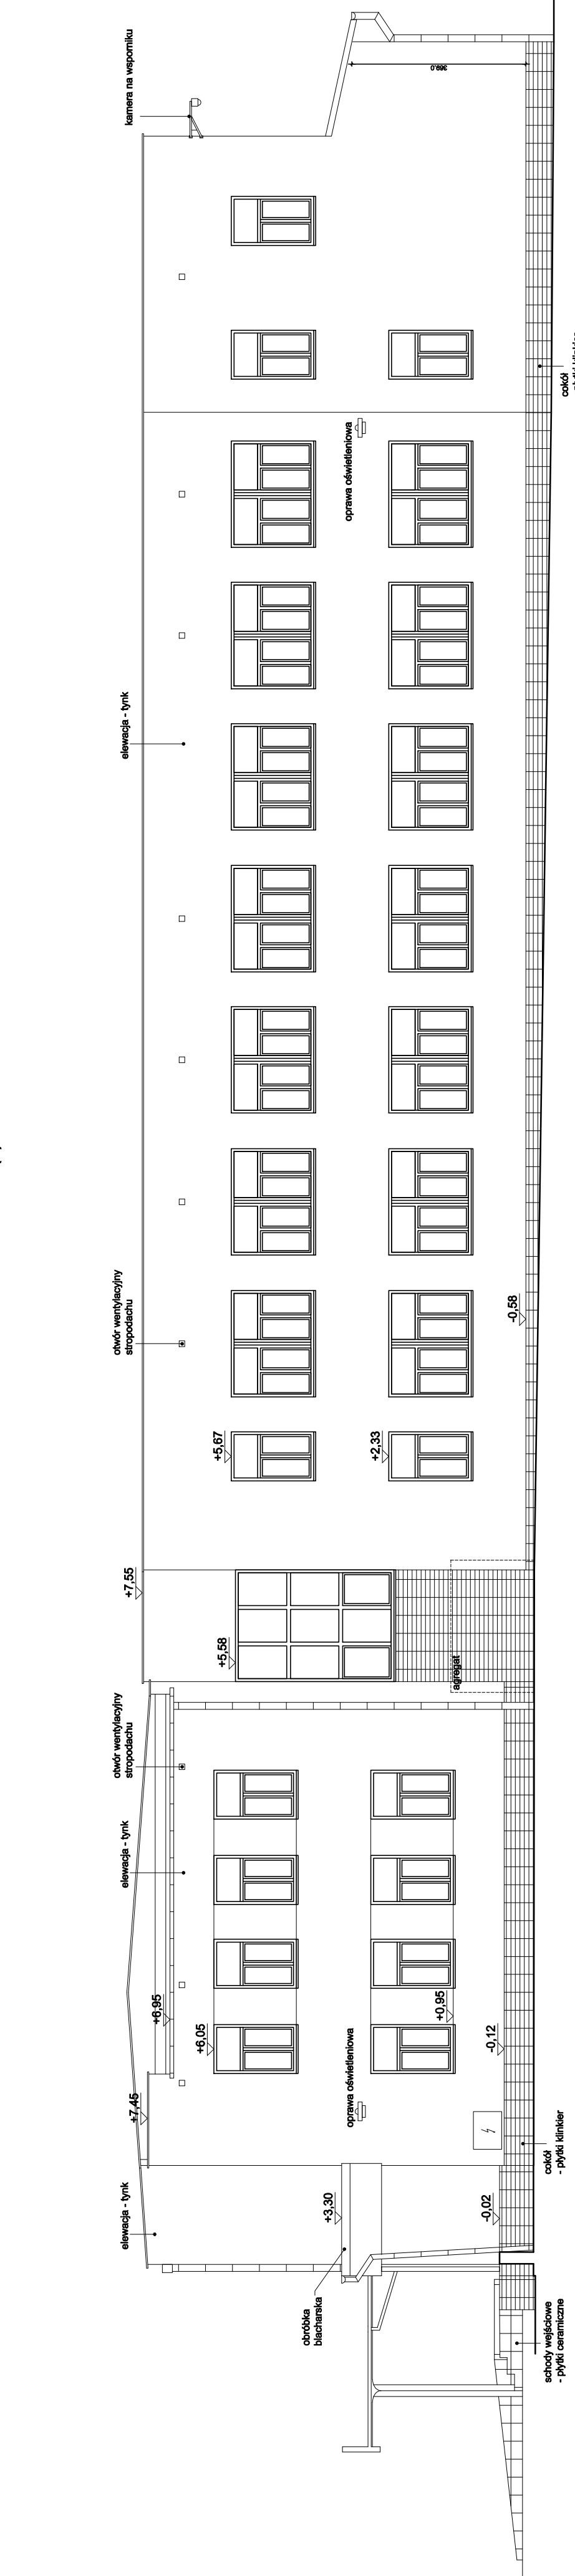 schody wejściowe
- płytki ceramiczne
obróbka
blacharska
elewacja - tynk
+3,30
-0,02
cokół
- płytki klinkier
+7,45
oprawa oświetleniowa
+6,95
+6,05
+0,95
-0,12
elewacja - tynk
otwór wentylacyjny
stropodachu
agregat
+5,58
+7,55
+5,67
+2,33
-0,58
otwór wentylacyjny
stropodachu
elewacja - tynk
oprawa oświetleniowa
cokół
kamera na wsporniku
369.0